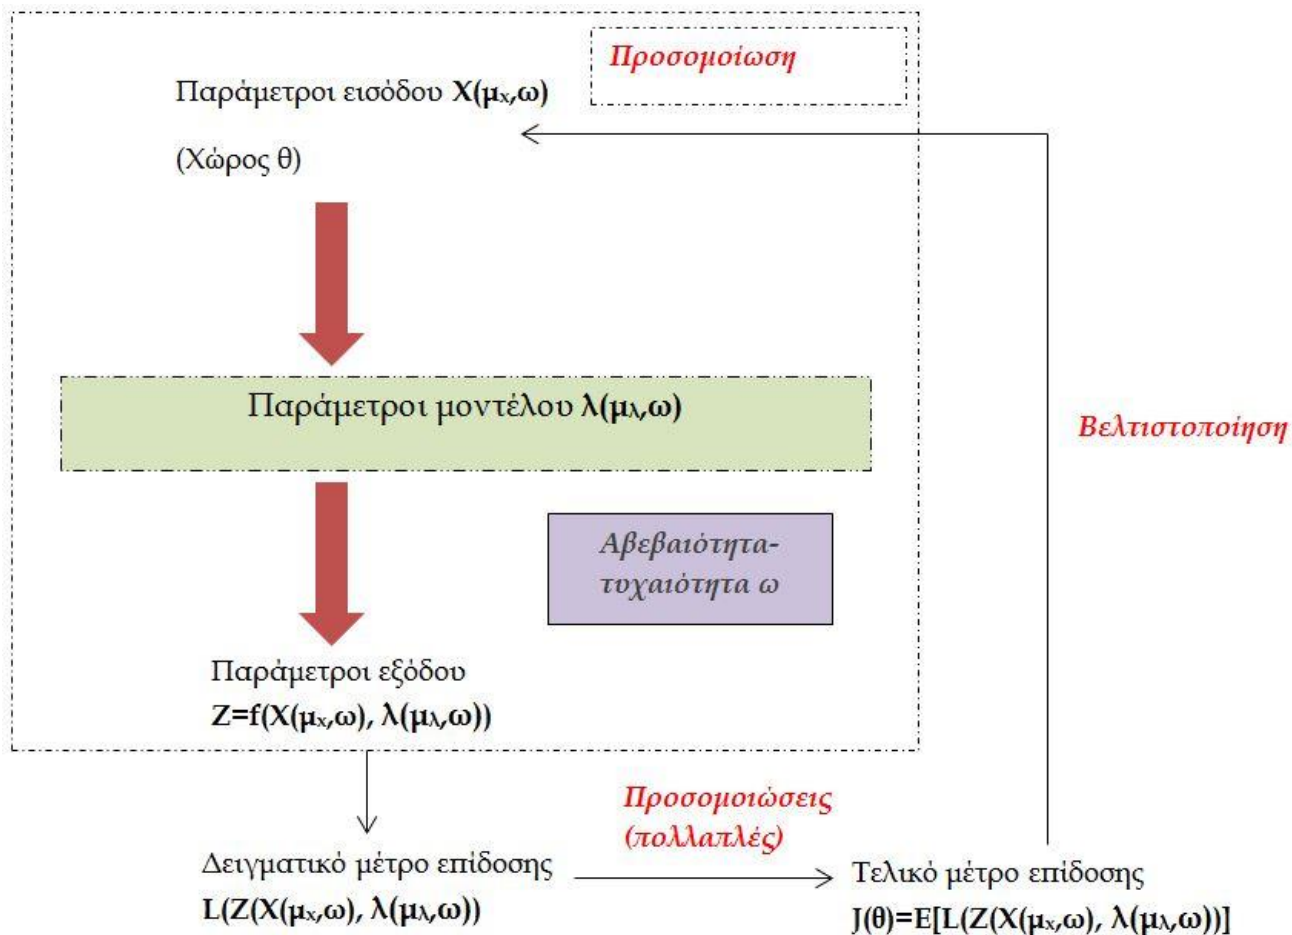 Προσομοίωση
Παράμετροι εισόδου X(μx,ω)
(Χώρος θ)
Παράμετροι μοντέλου λ(μλ,ω)
Βελτιστοποίηση
Αβεβαιότητα-
τυχαιότητα ω
Παράμετροι εξόδου
Z=f(X(μx,ω), λ(μλ,ω))
Προσομοιώσεις
(πολλαπλές)
Δειγματικό μέτρο επίδοσης
L(Z(X(μx,ω), λ(μλ,ω))
Τελικό μέτρο επίδοσης
J(θ)=E[L(Z(X(μx,ω), λ(μλ,ω))]